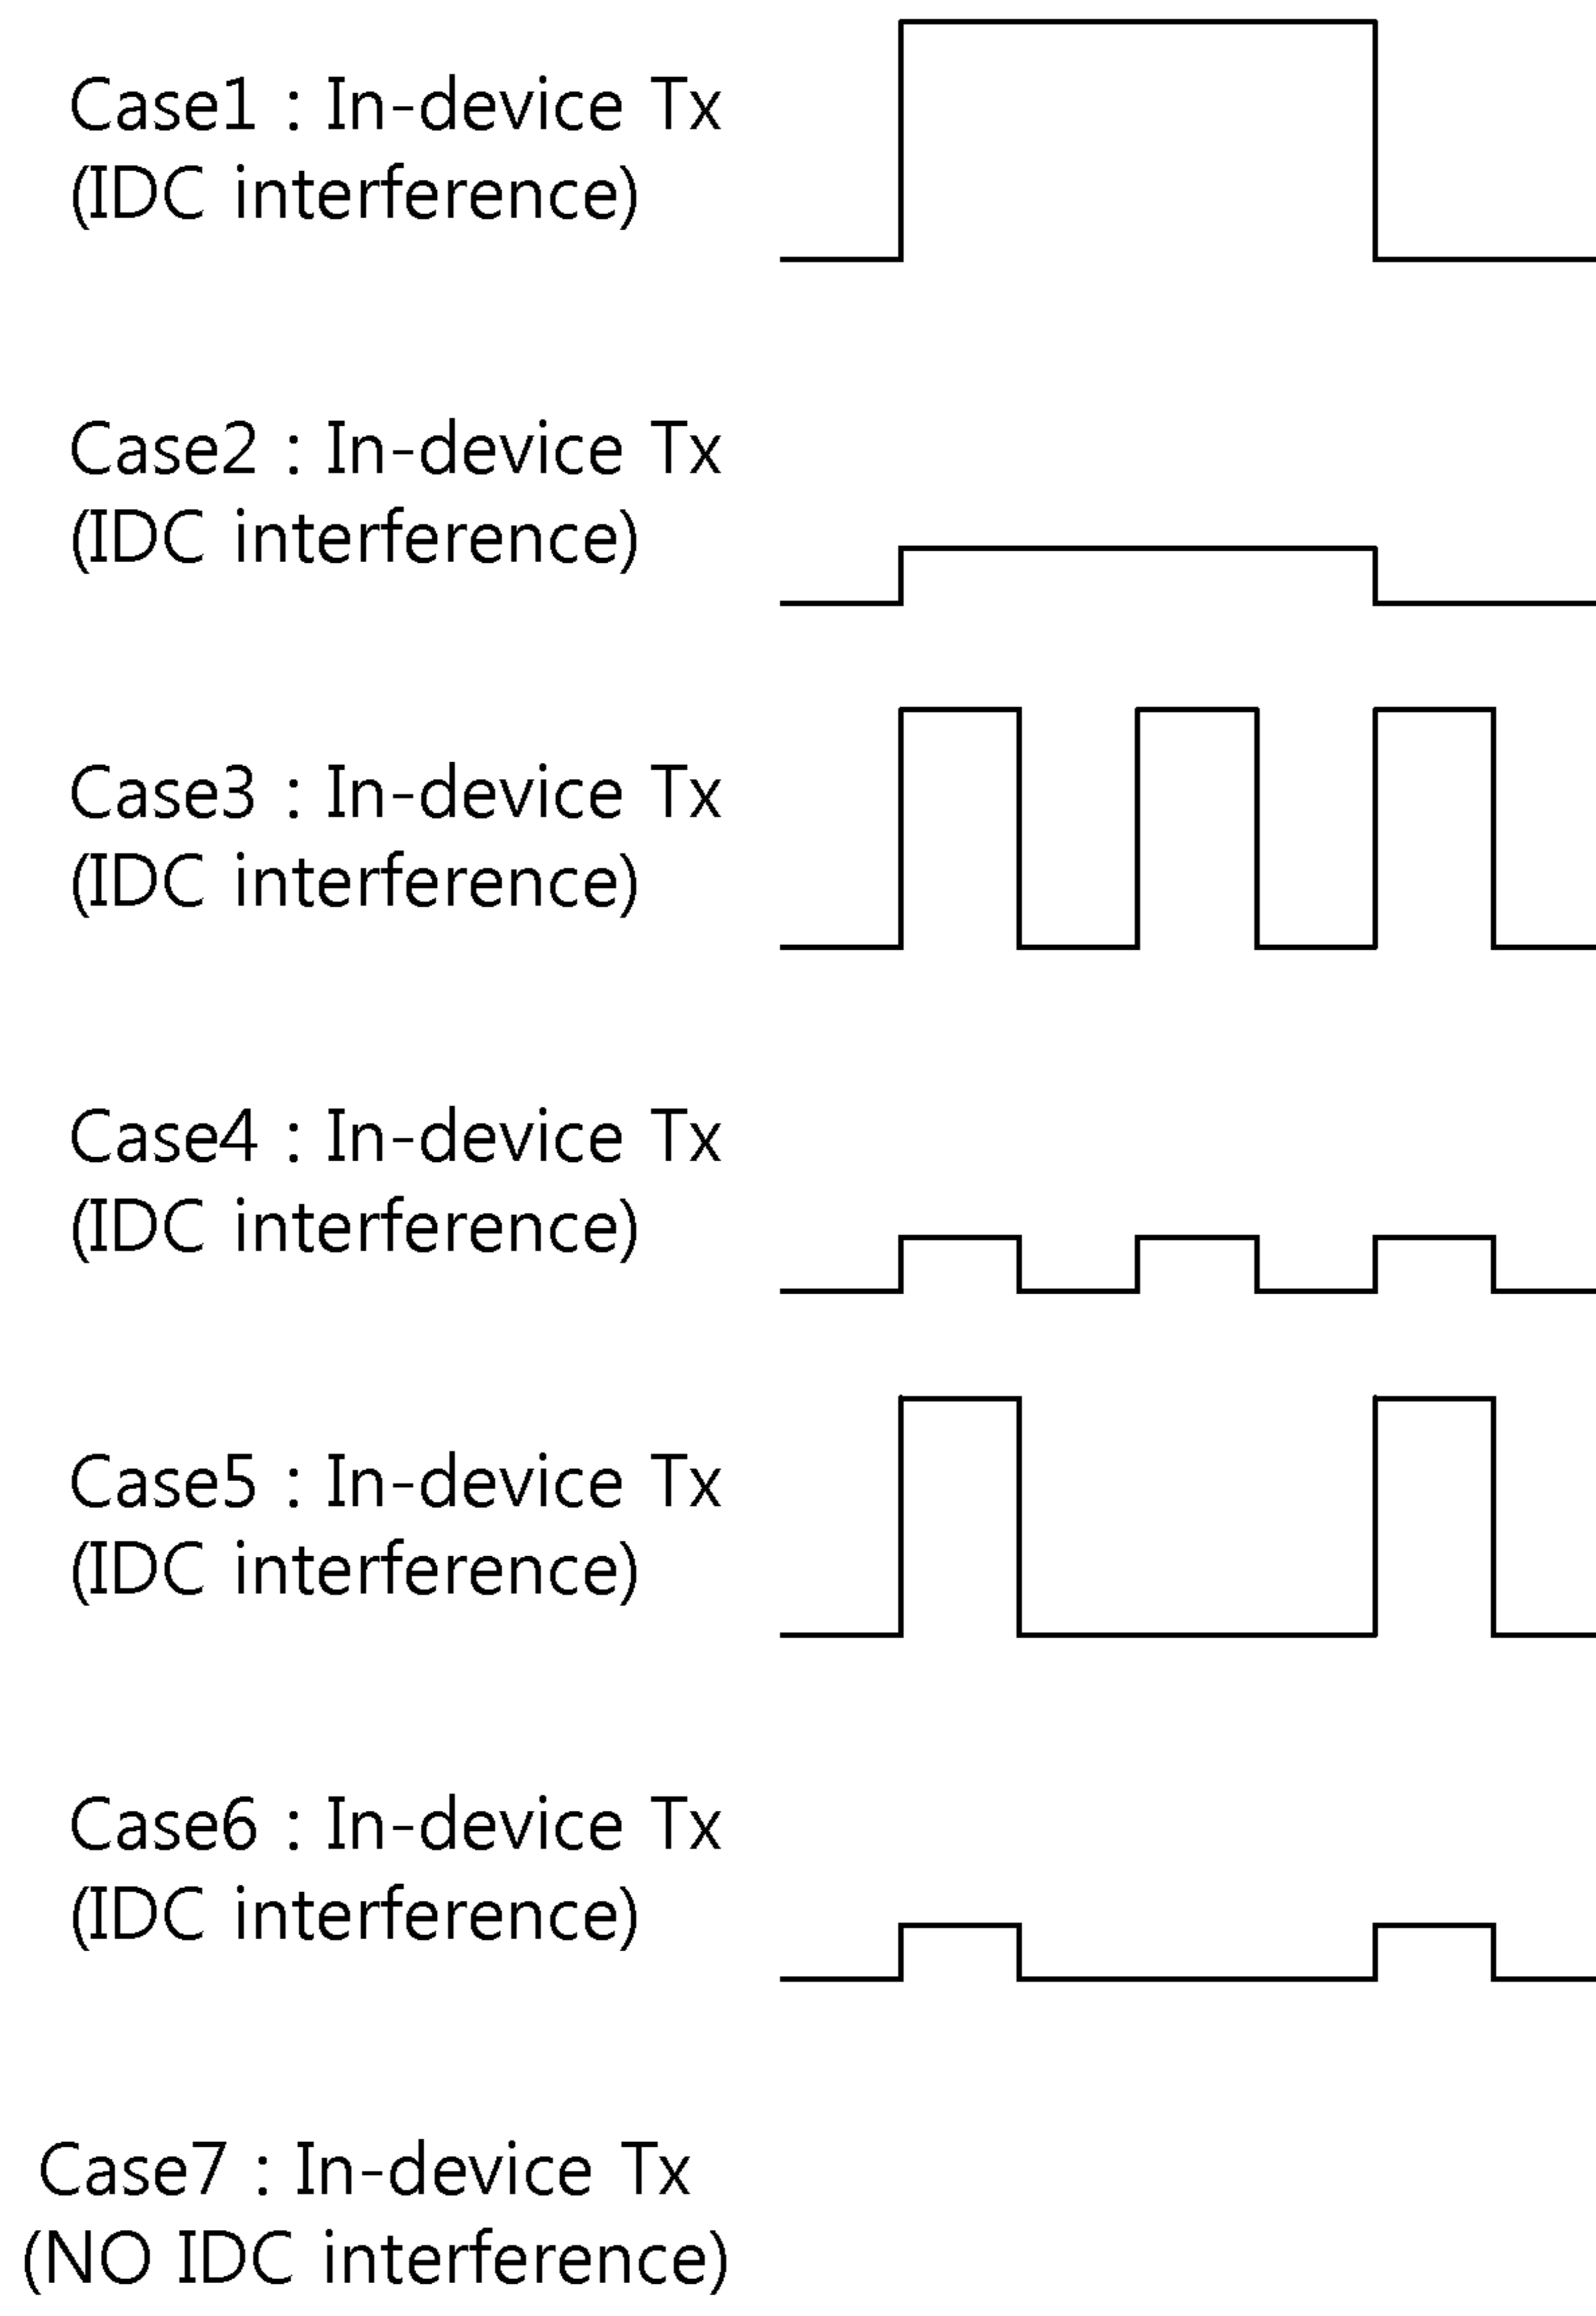 Case1 : In-device Tx
(IDC interference)
Case2 : In-device Tx
(IDC interference)
Case3 : In-device Tx
(IDC interference)
Case4 : In-device Tx
(IDC interference)
Case5 : In-device Tx
(IDC interference)
Case6 : In-device Tx
(IDC interference)
Case7 : In-device Tx
(NO IDC interference)